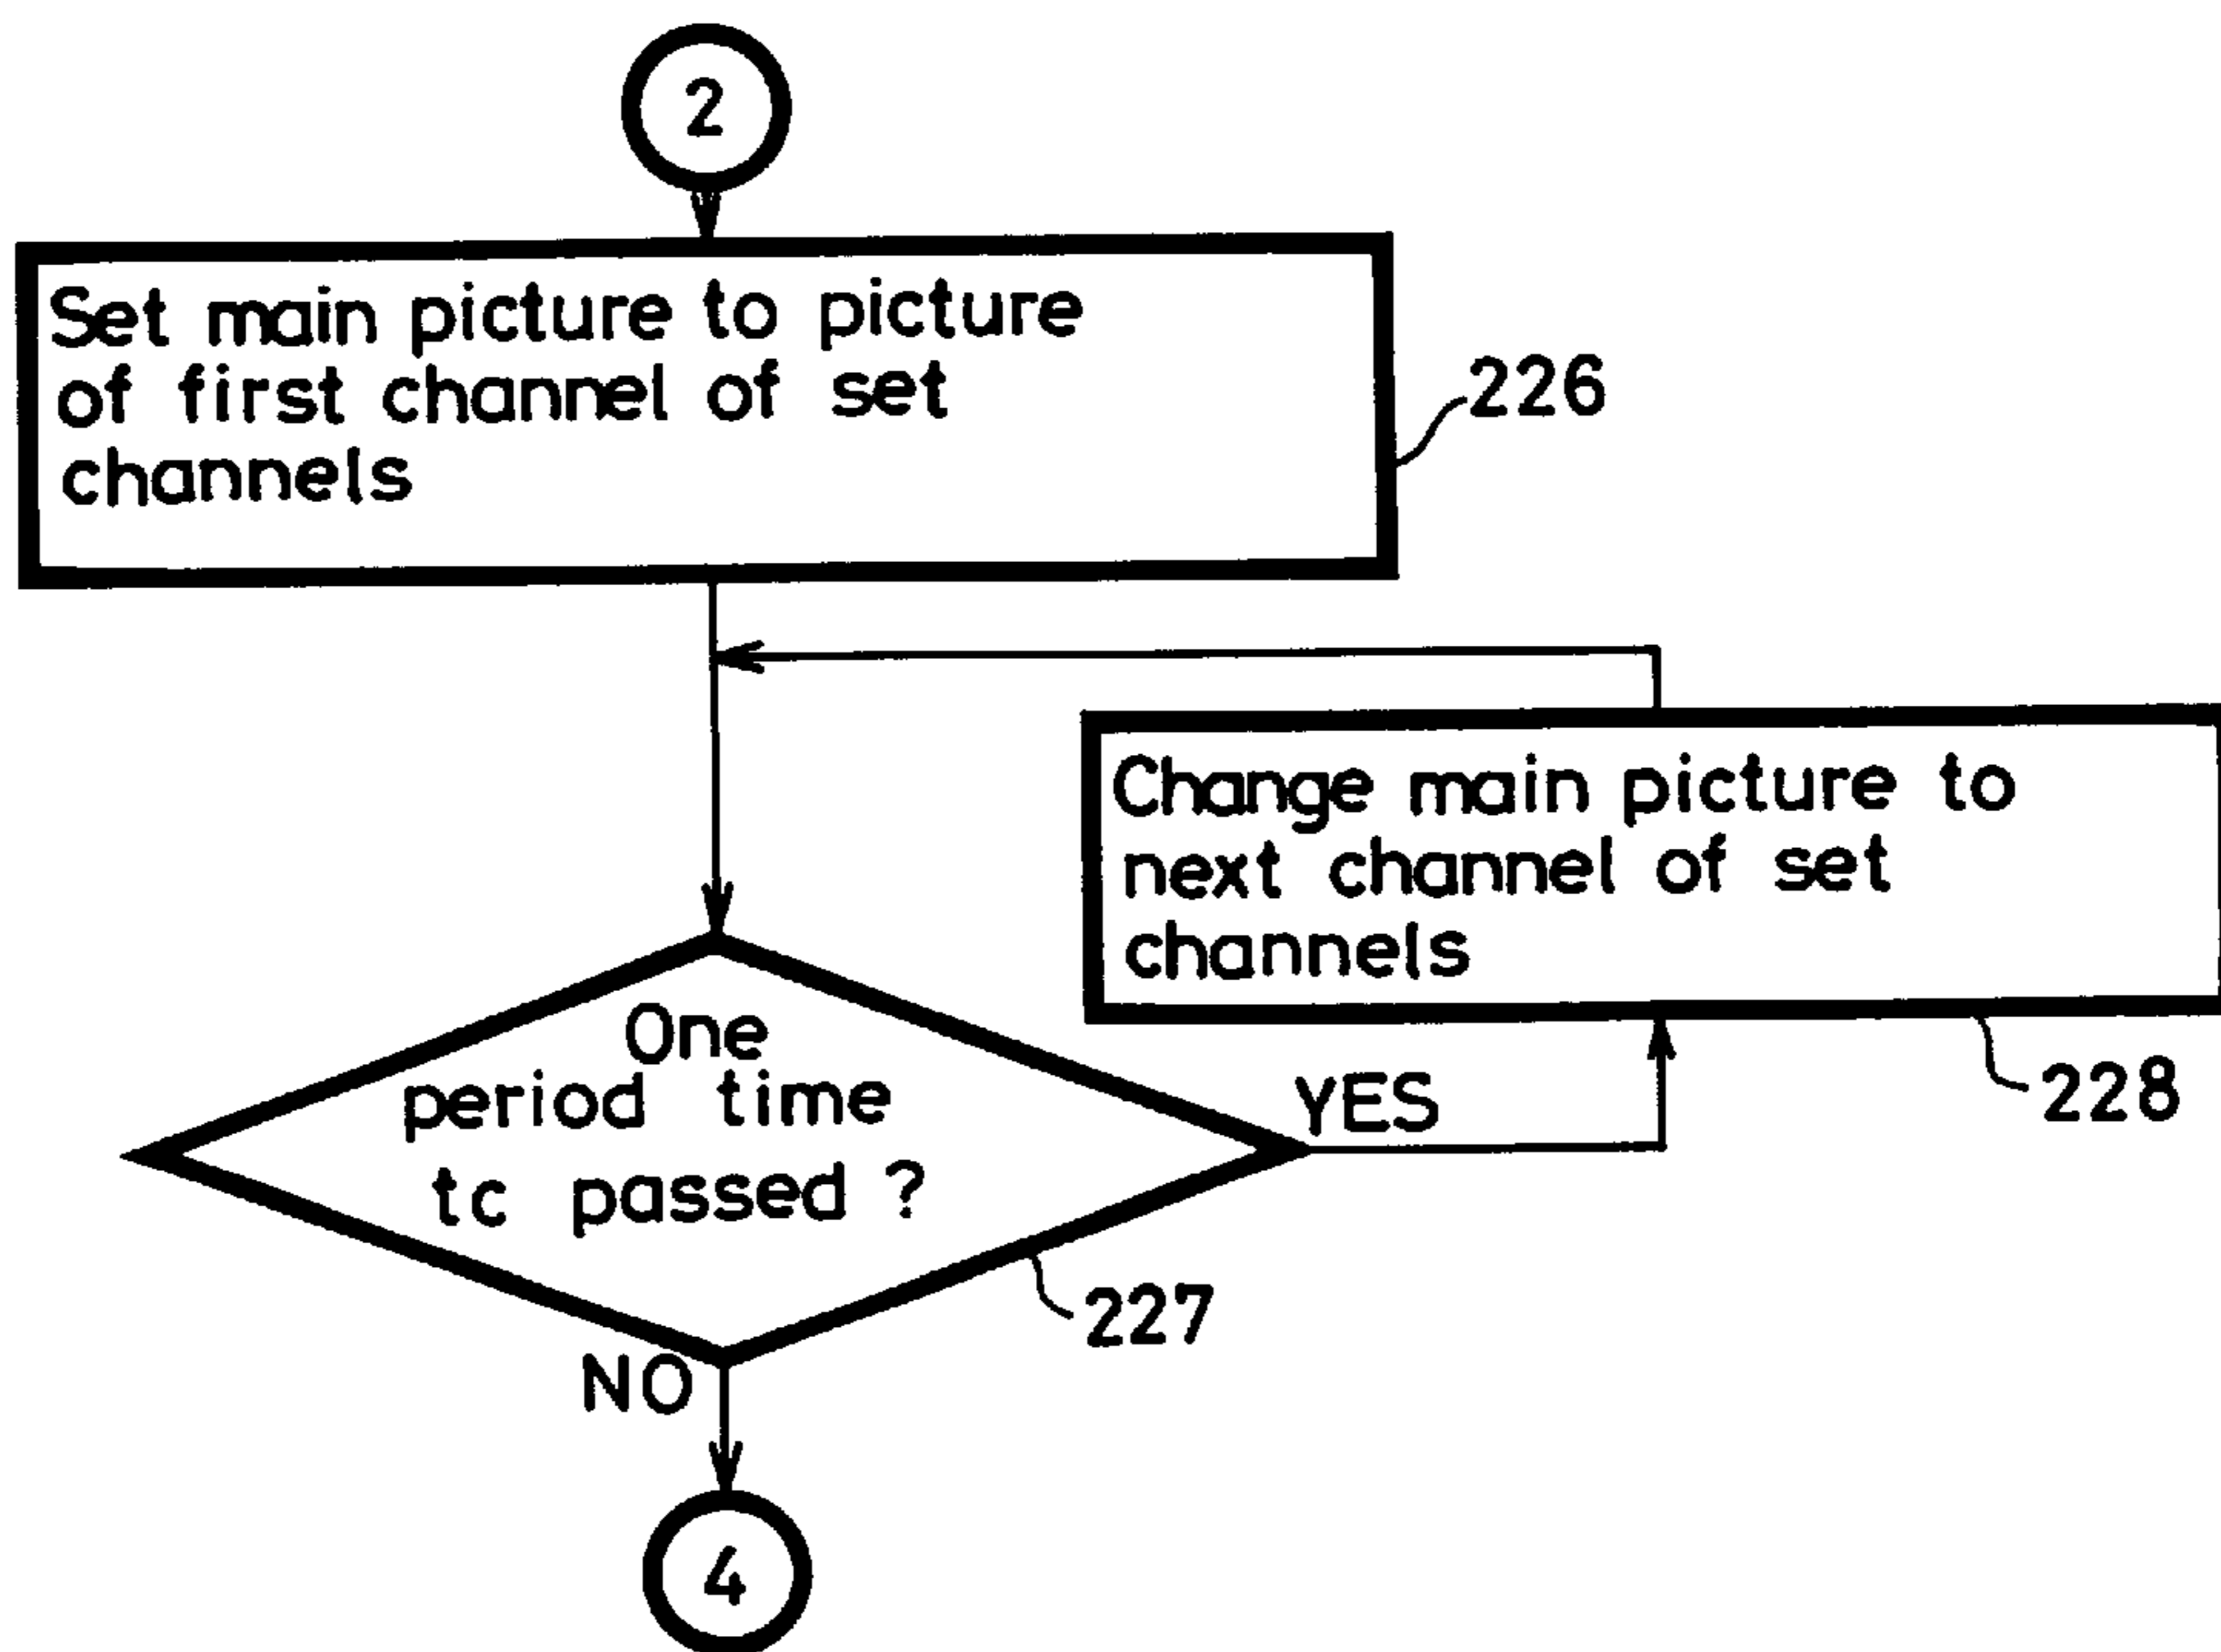 2
Set main picture to picture
of first channel of set
channels
226
Change main picture to
next channel of set
channels
228
One
period time
tc passed ?
YES
227
NO
4